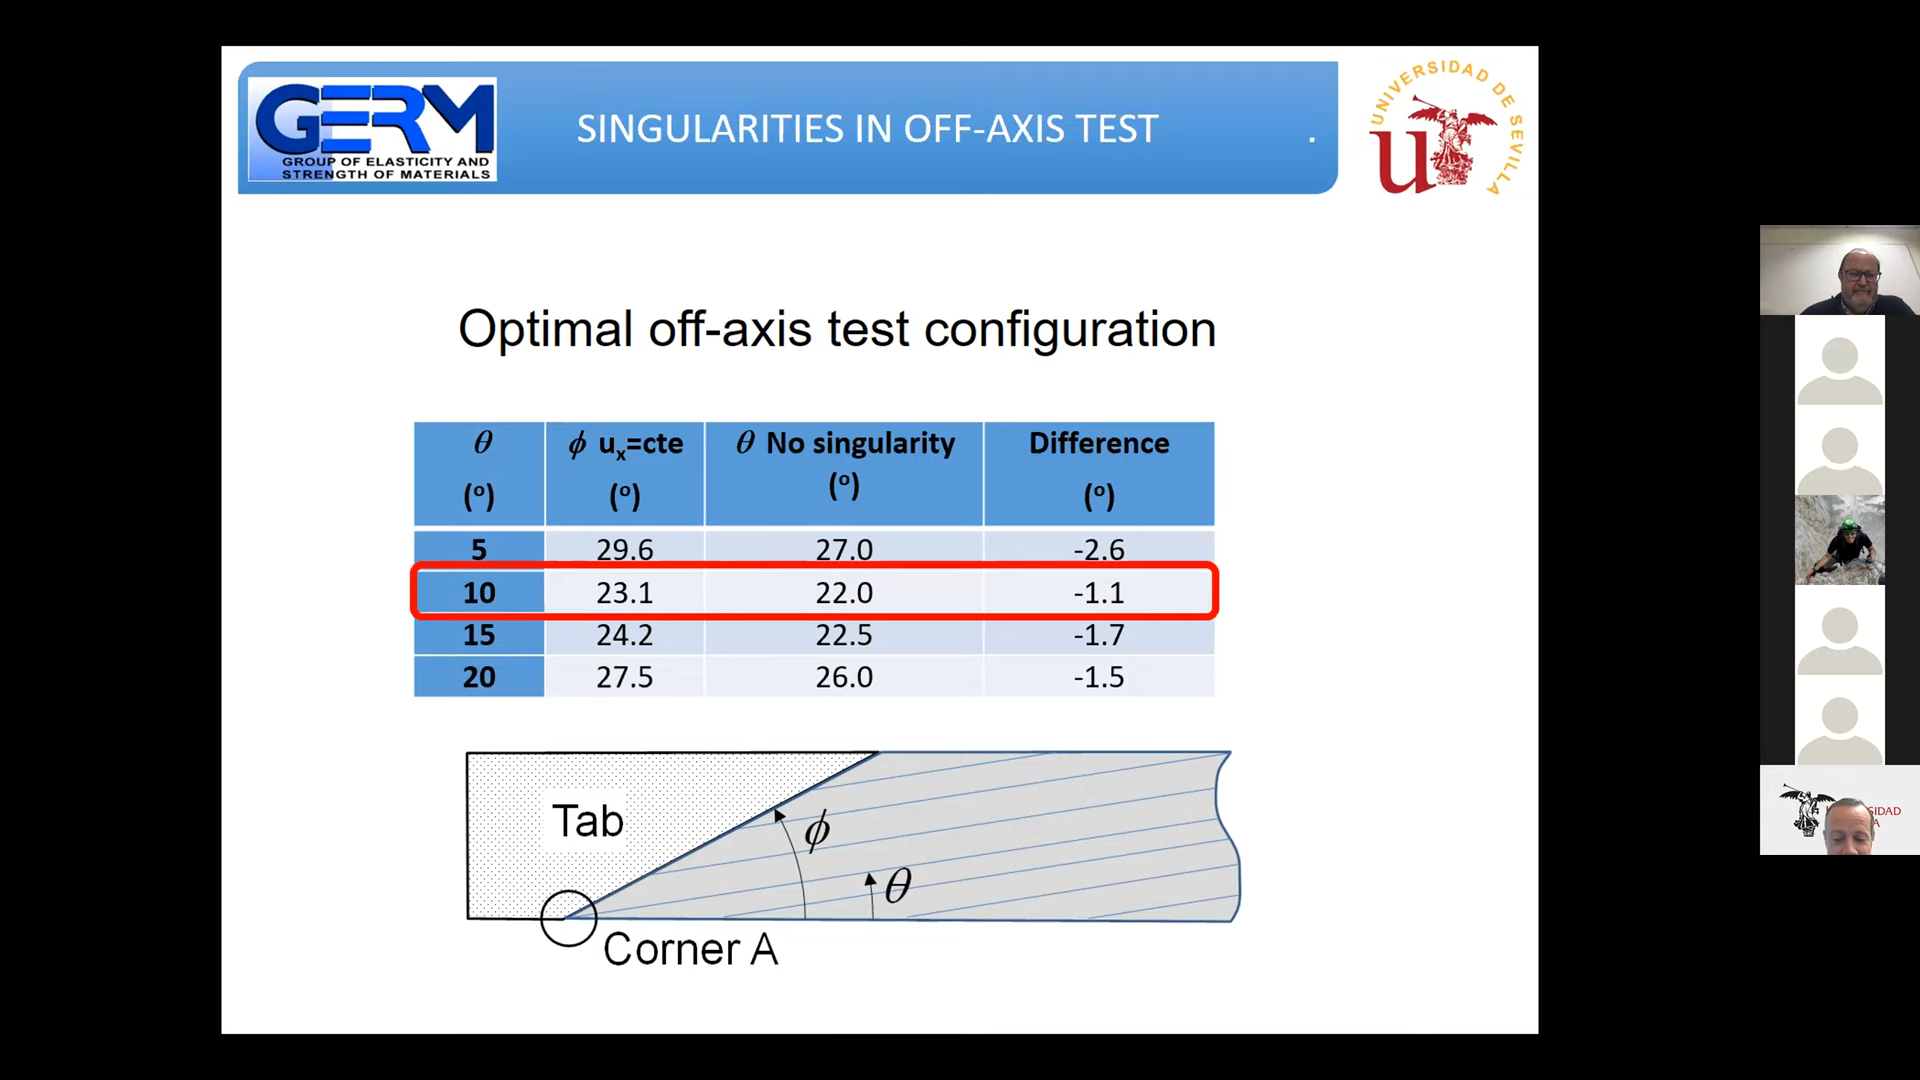 GERM
GROUP OF ELASTICITY AND
STRENGTH OF MATERIALS
SINGULARITIES IN OFF-AXIS TEST .
UNIVERSIDAD DE SEVILLA
u
Optimal off-axis test configuration
θ ϕ uₓ=cte θ No singularity Difference
(º) (º) (º) (º)
5 29.6 27.0 -2.6
10 23.1 22.0 -1.1
15 24.2 22.5 -1.7
20 27.5 26.0 -1.5
Tab
ϕ
θ
Corner A